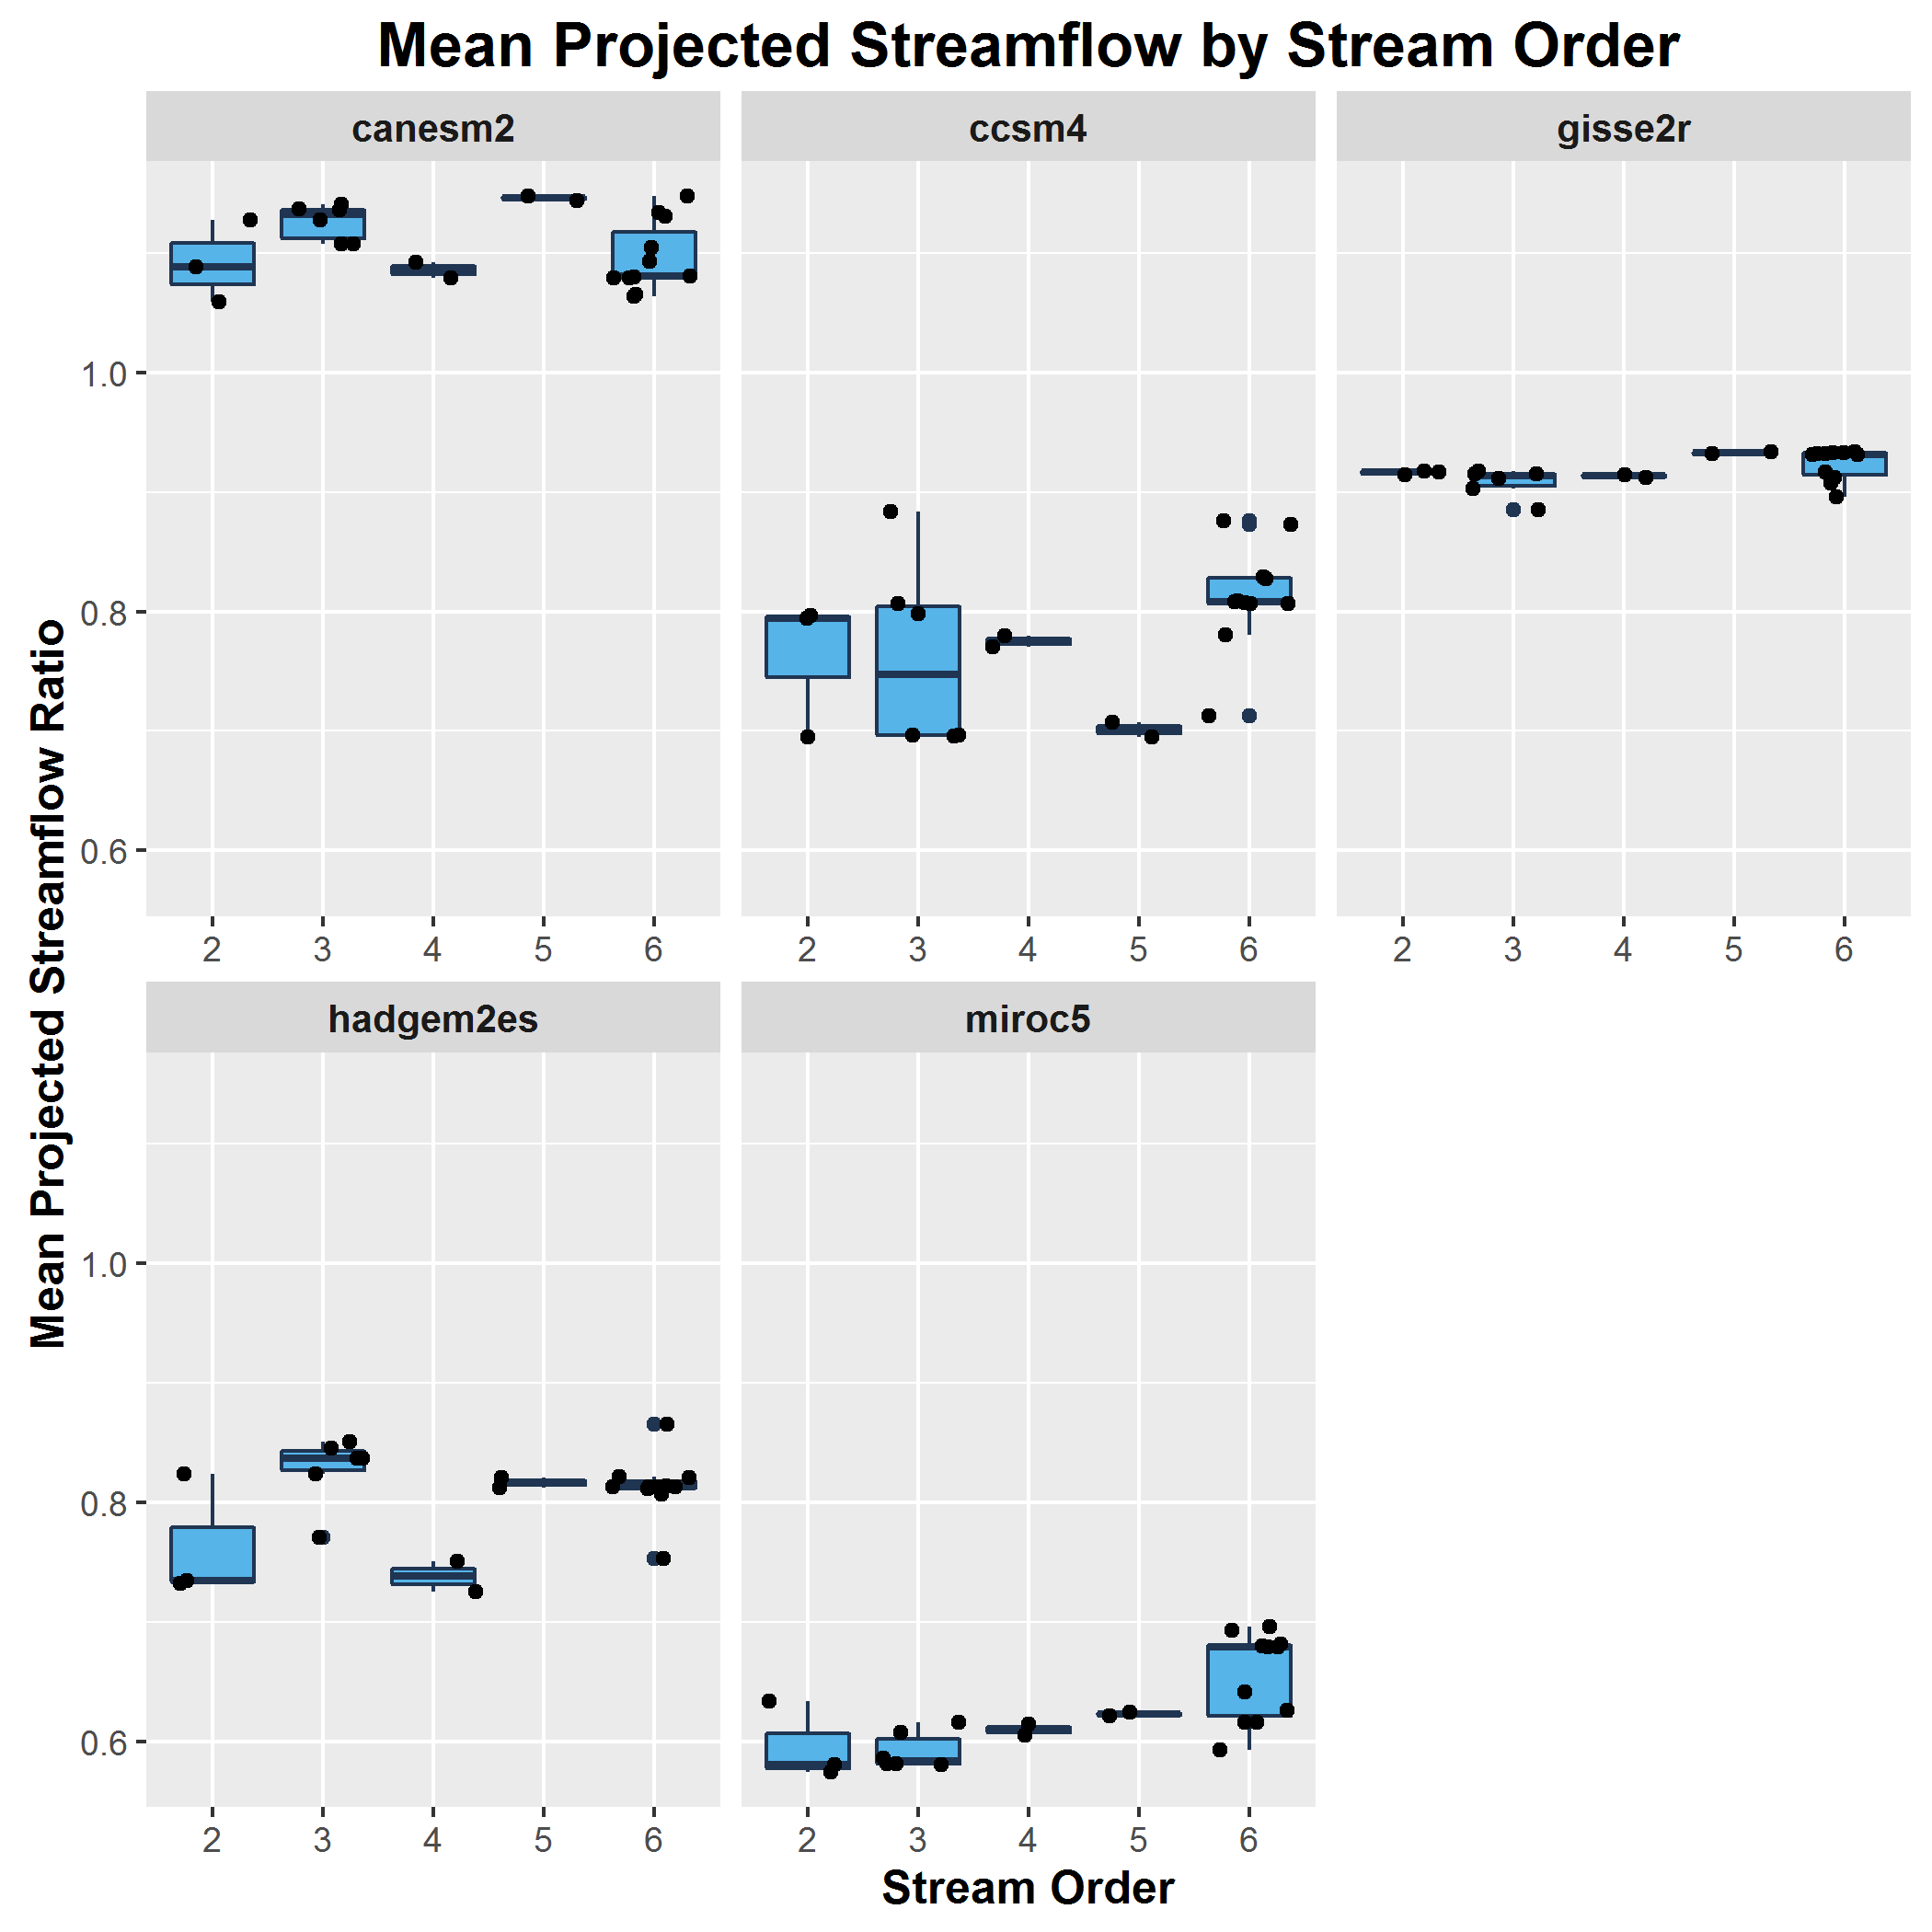 Mean Projected Streamflow by Stream Order
canesm2 ccsm4 gisse2r
1.0
0.8
0.6
2 3 4 5 6 2 3 4 5 6 2 3 4 5 6
Mean Projected Streamflow Ratio
hadgem2es miroc5
1.0
0.8
0.6
2 3 4 5 6 2 3 4 5 6
Stream Order